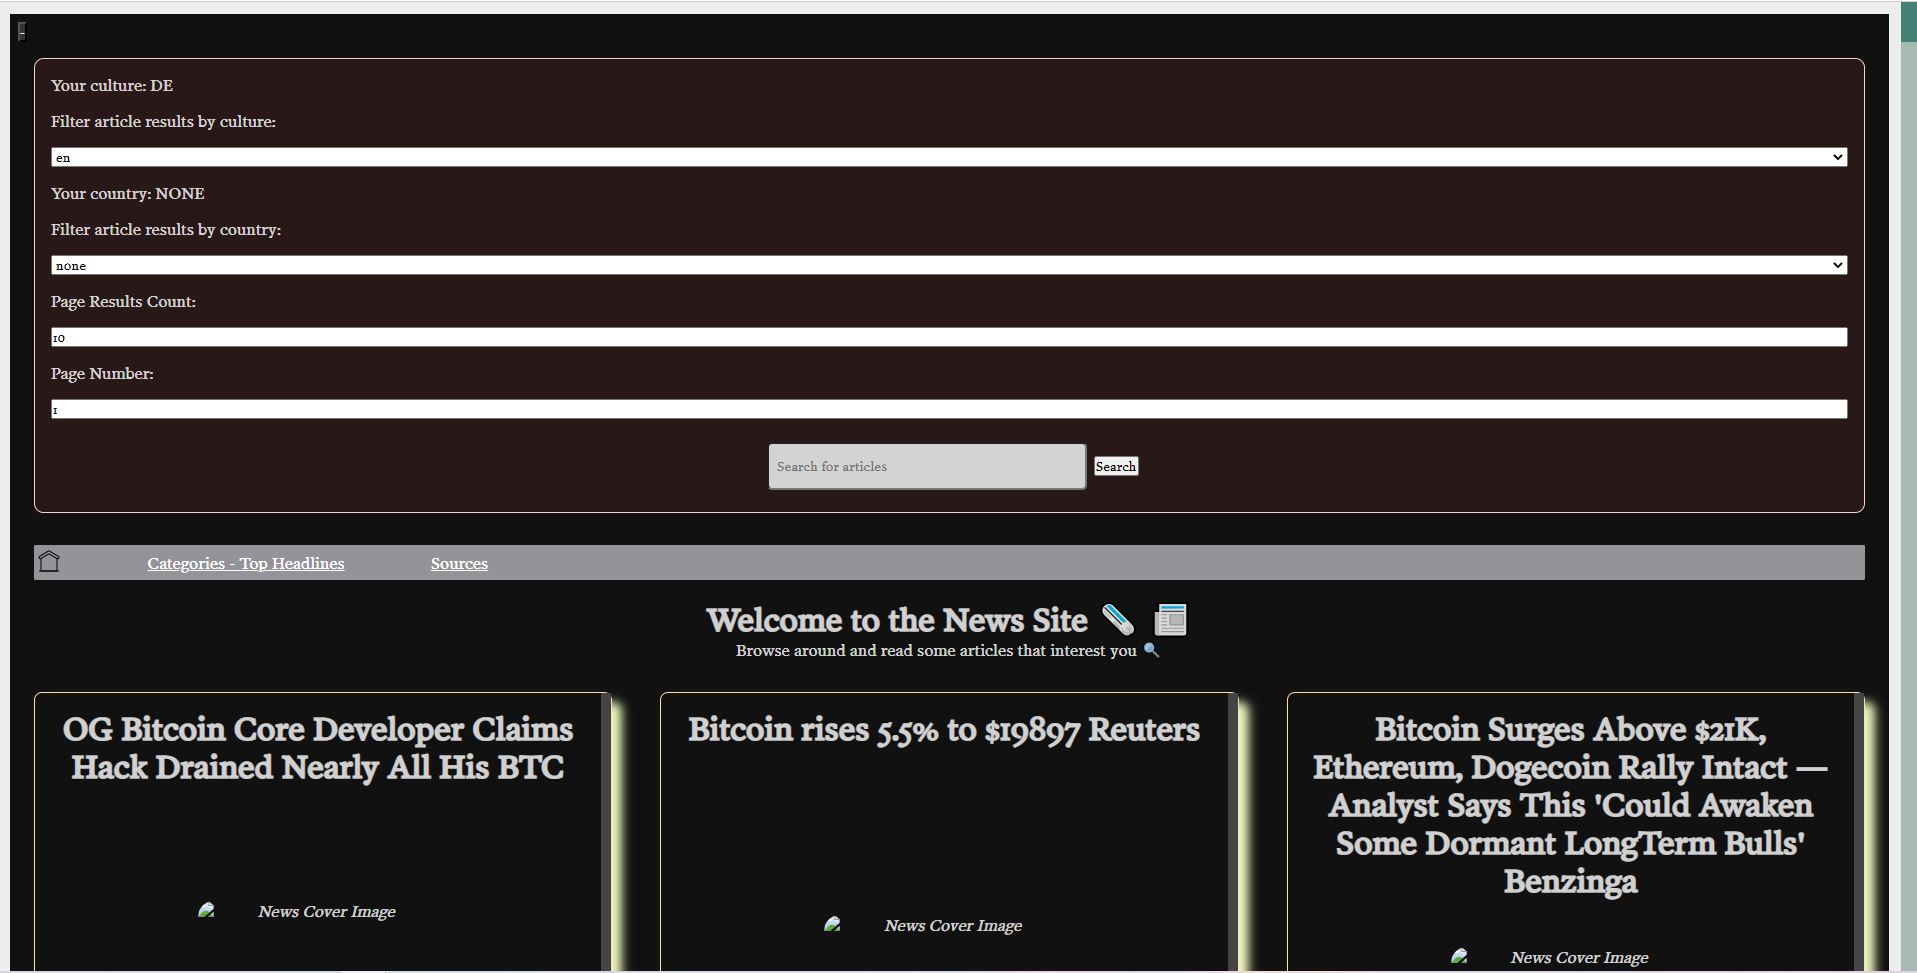 -
Your culture: DE
Filter article results by culture:
en
Your country: NONE
Filter article results by country:
none
Page Results Count:
10
Page Number:
1
Search for articles Search
Categories - Top Headlines Sources
Welcome to the News Site
Browse around and read some articles that interest you
OG Bitcoin Core Developer Claims
Hack Drained Nearly All His BTC
News Cover Image
Bitcoin rises 5.5% to $19897 Reuters
News Cover Image
Bitcoin Surges Above $21K,
Ethereum, Dogecoin Rally Intact —
Analyst Says This 'Could Awaken
Some Dormant LongTerm Bulls'
Benzinga
News Cover Image